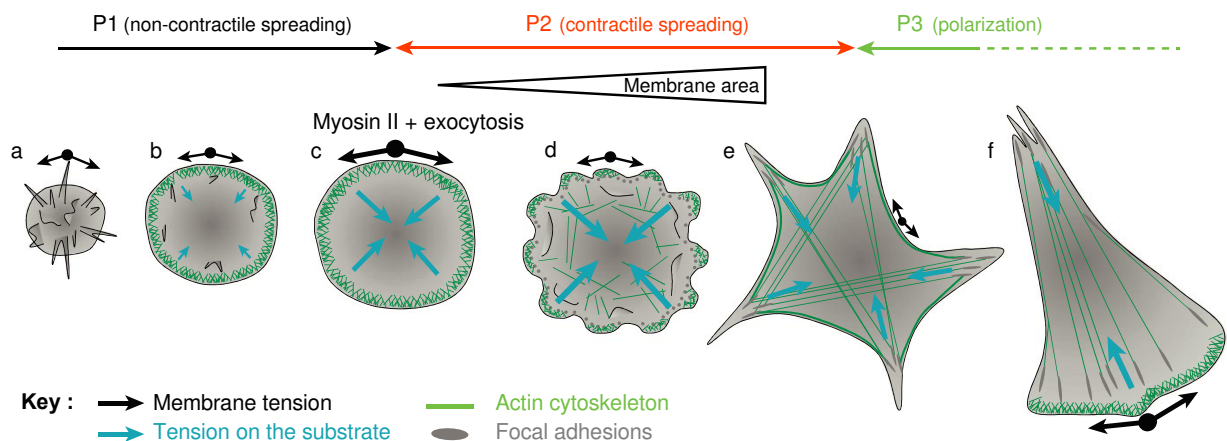 P1 (non-contractile spreading) P2 (contractile spreading) P3 (polarization)
Membrane area
Myosin II + exocytosis
a b c d e f
Key : Membrane tension Actin cytoskeleton
Tension on the substrate Focal adhesions